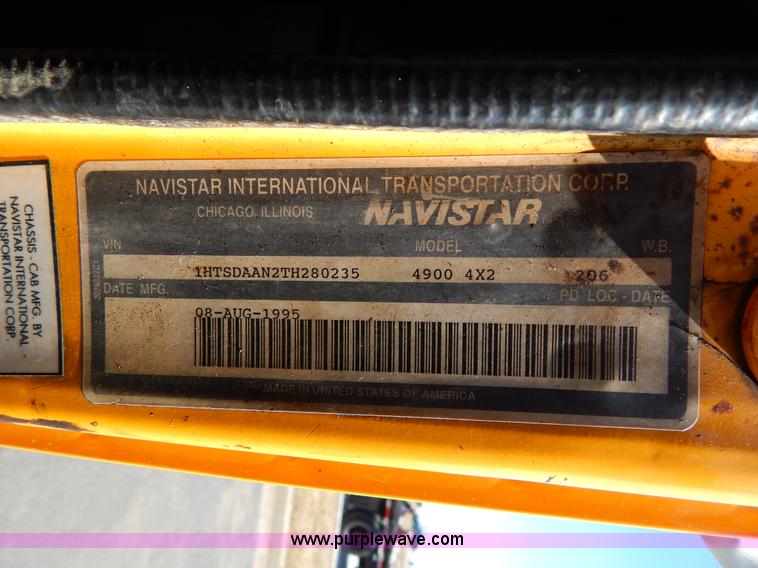 CHASSIS - CAB MFG. BY
NAVISTAR INTERNATIONAL
TRANSPORTATION CORP.
NAVISTAR INTERNATIONAL TRANSPORTATION CORP.
CHICAGO, ILLINOIS
NAVISTAR
VIN MODEL W.B.
1HTSDAAN2TH280235 4900 4X2 206
DATE MFG. PD LOC - DATE
08-AUG-1995
MADE IN UNITED STATES OF AMERICA
www.purplewave.com